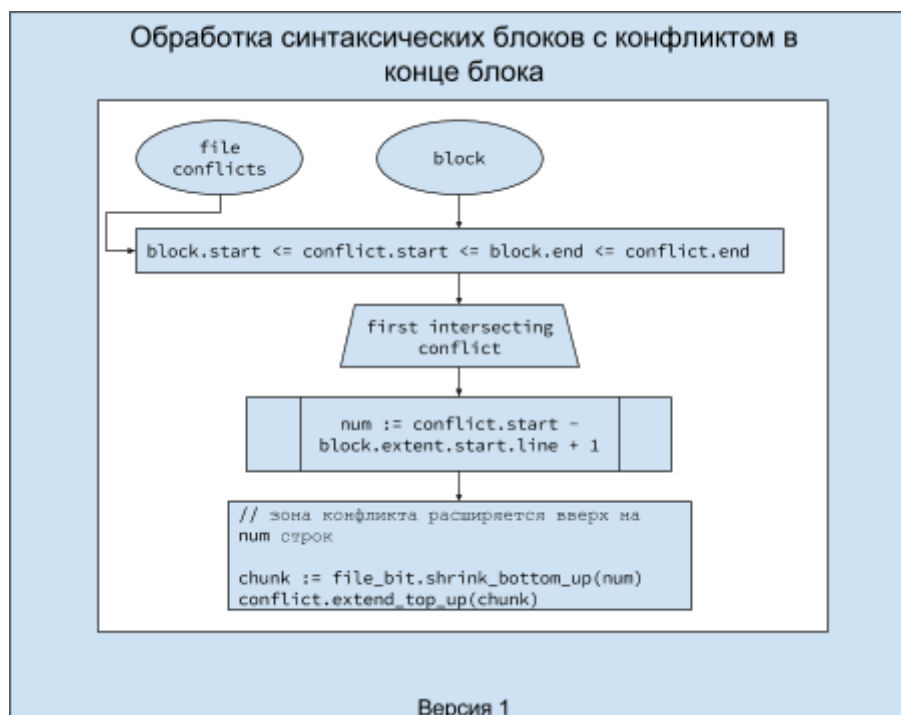 Обработка синтаксических блоков с конфликтом в
конце блока
file
conflicts
block
block.start <= conflict.start <= block.end <= conflict.end
first intersecting
conflict
num := conflict.start -
block.extent.start.line + 1
// зона конфликта расширяется вверх на
num строк
chunk := file_bit.shrink_bottom_up(num)
conflict.extend_top_up(chunk)
Версия 1